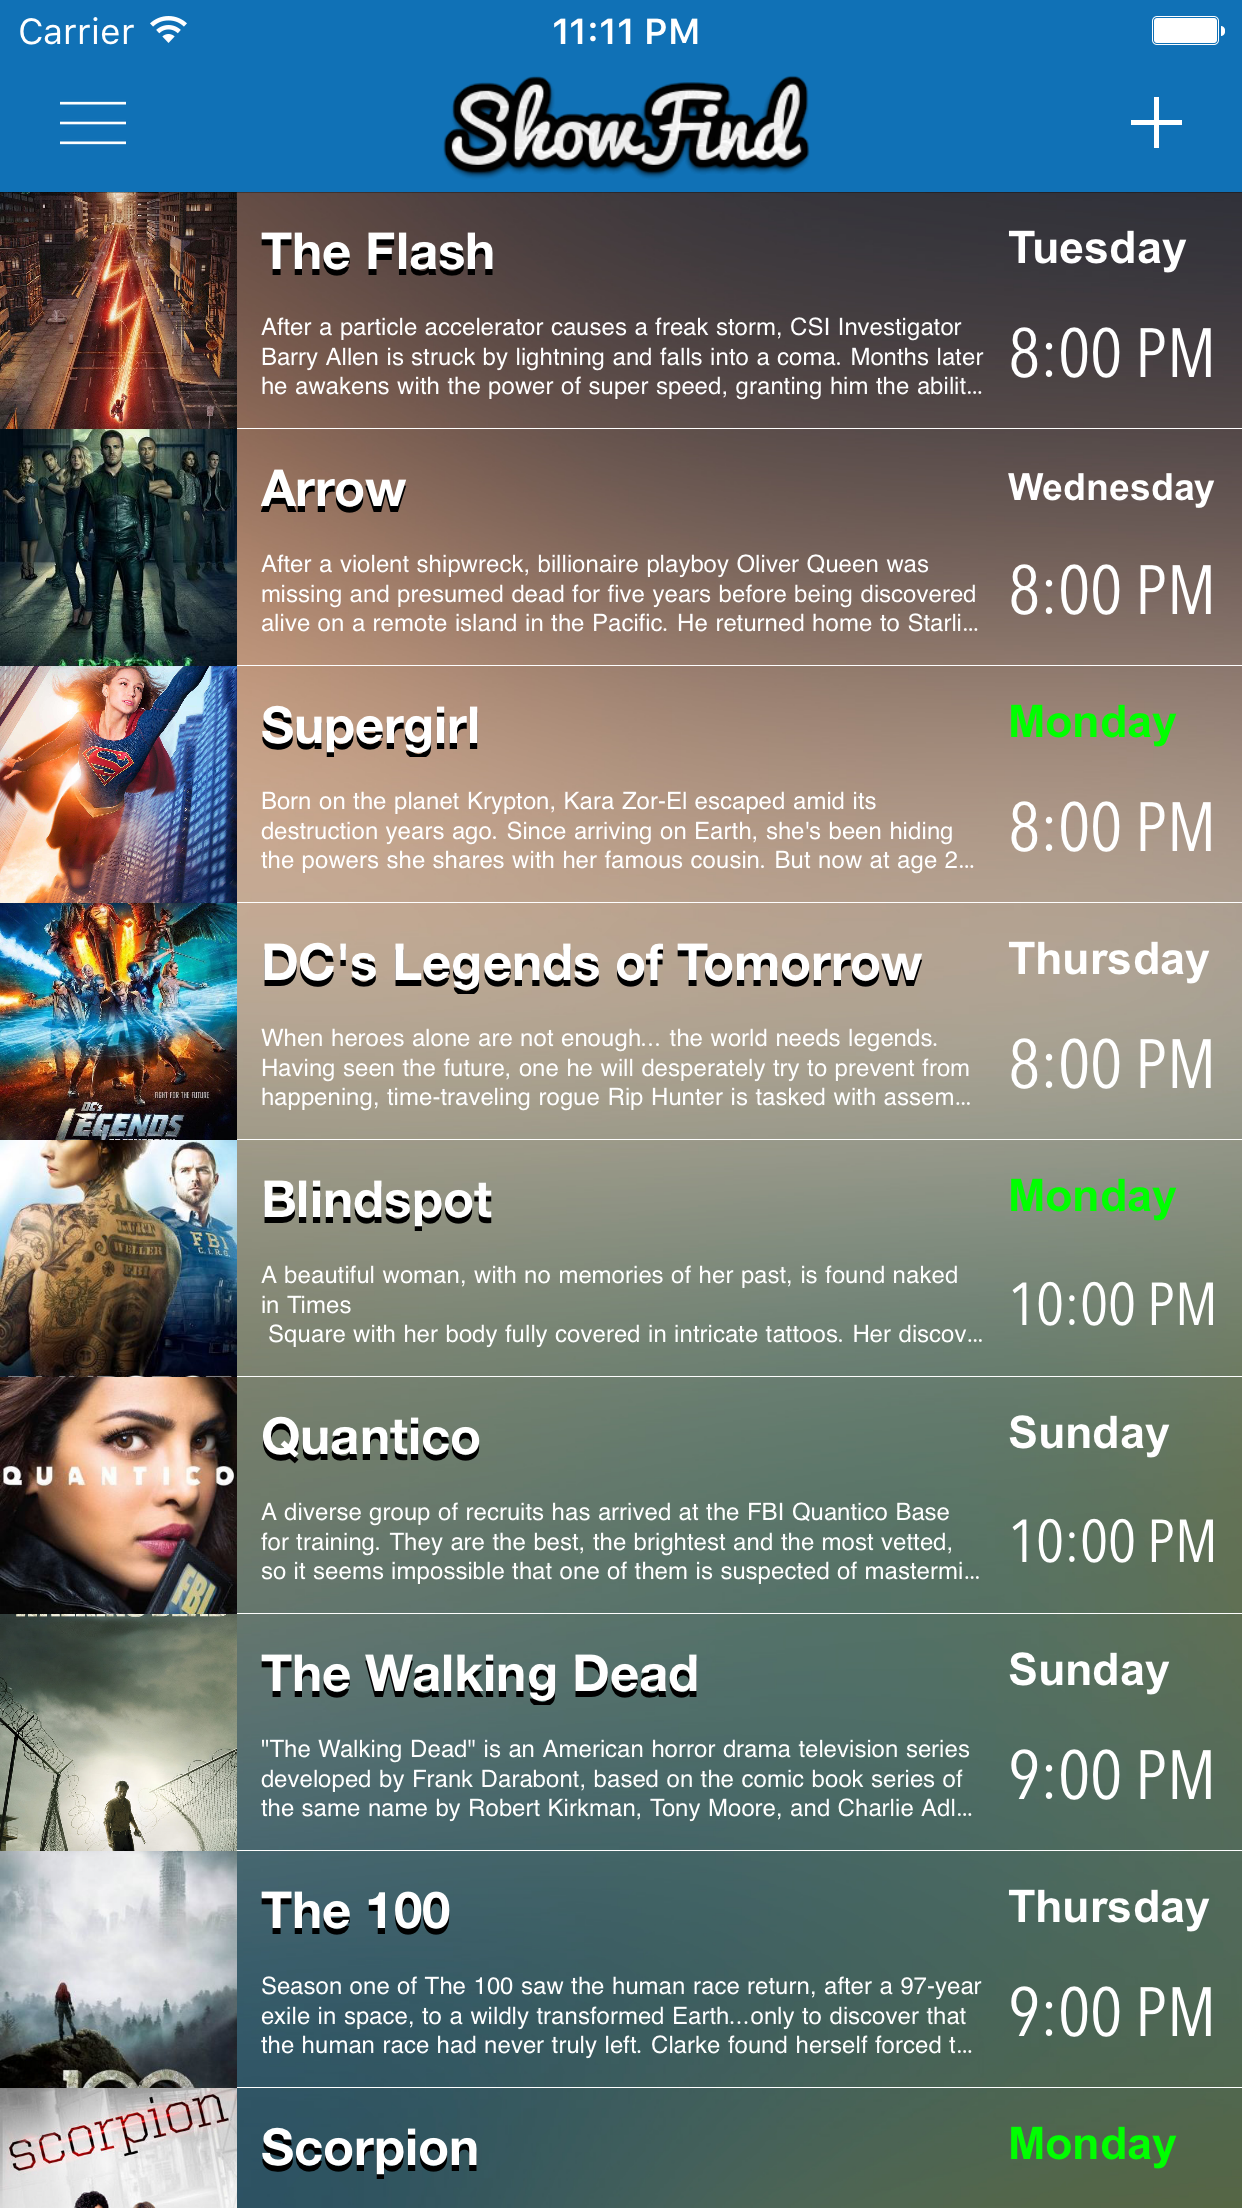 Carrier
11:11 PM
ShowFind
The Flash
Tuesday
After a particle accelerator causes a freak storm, CSI Investigator
Barry Allen is struck by lightning and falls into a coma. Months later
he awakens with the power of super speed, granting him the abilit...
8:00 PM
Arrow
Wednesday
After a violent shipwreck, billionaire playboy Oliver Queen was
missing and presumed dead for five years before being discovered
alive on a remote island in the Pacific. He returned home to Starli...
8:00 PM
Supergirl
Monday
Born on the planet Krypton, Kara Zor-El escaped amid its
destruction years ago. Since arriving on Earth, she's been hiding
the powers she shares with her famous cousin. But now at age 2...
8:00 PM
FIGHT FOR THE FUTURE
DC's
LEGENDS
DC's Legends of Tomorrow
Thursday
When heroes alone are not enough... the world needs legends.
Having seen the future, one he will desperately try to prevent from
happening, time-traveling rogue Rip Hunter is tasked with assem...
8:00 PM
WELLER
FBI
Blindspot
Monday
A beautiful woman, with no memories of her past, is found naked
in Times
Square with her body fully covered in intricate tattoos. Her discov...
10:00 PM
QUANTICO
FBI
Quantico
Sunday
A diverse group of recruits has arrived at the FBI Quantico Base
for training. They are the best, the brightest and the most vetted,
so it seems impossible that one of them is suspected of mastermi...
10:00 PM
The Walking Dead
Sunday
"The Walking Dead" is an American horror drama television series
developed by Frank Darabont, based on the comic book series of
the same name by Robert Kirkman, Tony Moore, and Charlie Adl...
9:00 PM
100
The 100
Thursday
Season one of The 100 saw the human race return, after a 97-year
exile in space, to a wildly transformed Earth...only to discover that
the human race had never truly left. Clarke found herself forced t...
9:00 PM
scorpion
Scorpion
Monday